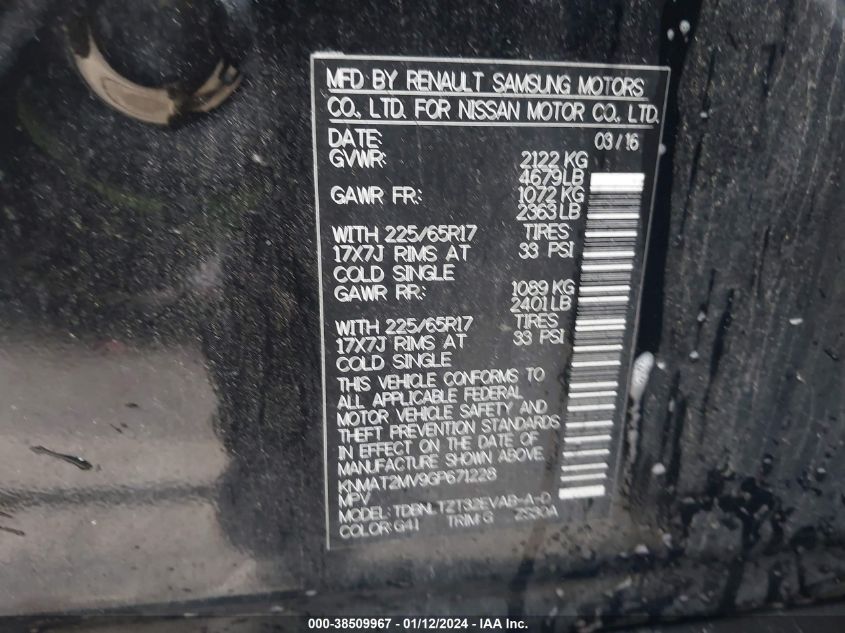 MFD BY RENAULT SAMSUNG MOTORS
CO., LTD. FOR NISSAN MOTOR CO., LTD.
DATE: 03/16
GVWR: 2122 KG
4679LB
GAWR FR.: 1072 KG
2363LB
WITH 225/65R17 TIRES
17X7J RIMS AT 33 PSI
COLD SINGLE
GAWR RR.: 1089 KG
2401LB
WITH 225/65R17 TIRES
17X7J RIMS AT 33 PSI
COLD SINGLE
THIS VEHICLE CONFORMS TO
ALL APPLICABLE FEDERAL
MOTOR VEHICLE SAFETY AND
THEFT PREVENTION STANDARDS
IN EFFECT ON THE DATE OF
MANUFACTURE SHOWN ABOVE.
KNMAT2MV9GP671228
MPV
MODEL: TDBNLTZT32EVAB-A-D
COLOR: G41 TRIM: G ZS30A
000-38509967 - 01/12/2024 - IAA Inc.